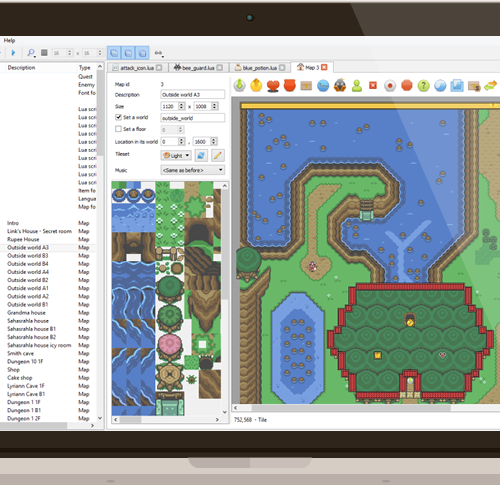 Help
16 x 16
Description Type
Quest
Enemy
Font fo
Lua scri
Lua scri
Lua scri
Lua scri
Lua scri
Lua scri
Lua scri
Item fo
Langua
Map fo
Intro Map
Link's House - Secret room Map
Rupee House Map
Outside world A3 Map
Outside world B3 Map
Outside world B4 Map
Outside world A4 Map
Outside world B2 Map
Outside world A1 Map
Outside world A2 Map
Outside world B1 Map
Grandma house Map
Sahasrahla house Map
Sahasrahla house B1 Map
Sahasrahla house B2 Map
Sahasrahla house icy room Map
Smith cave Map
Dungeon 10 1F Map
Shop Map
Cake shop Map
Lyriann Cave 1F Map
Lyriann Cave B1 Map
Dungeon 1 1F Map
Dungeon 1 B1 Map
Dungeon 1 2F Map
attack_icon.lua bee_guard.lua blue_potion.lua Map 3
Map id 3
Description Outside world A3
Size 1120 x 1008
Set a world outside_world
Set a floor 0
Location in its world 0 , 1600
Tileset Light
Music <Same as before>
752,568 - Tile